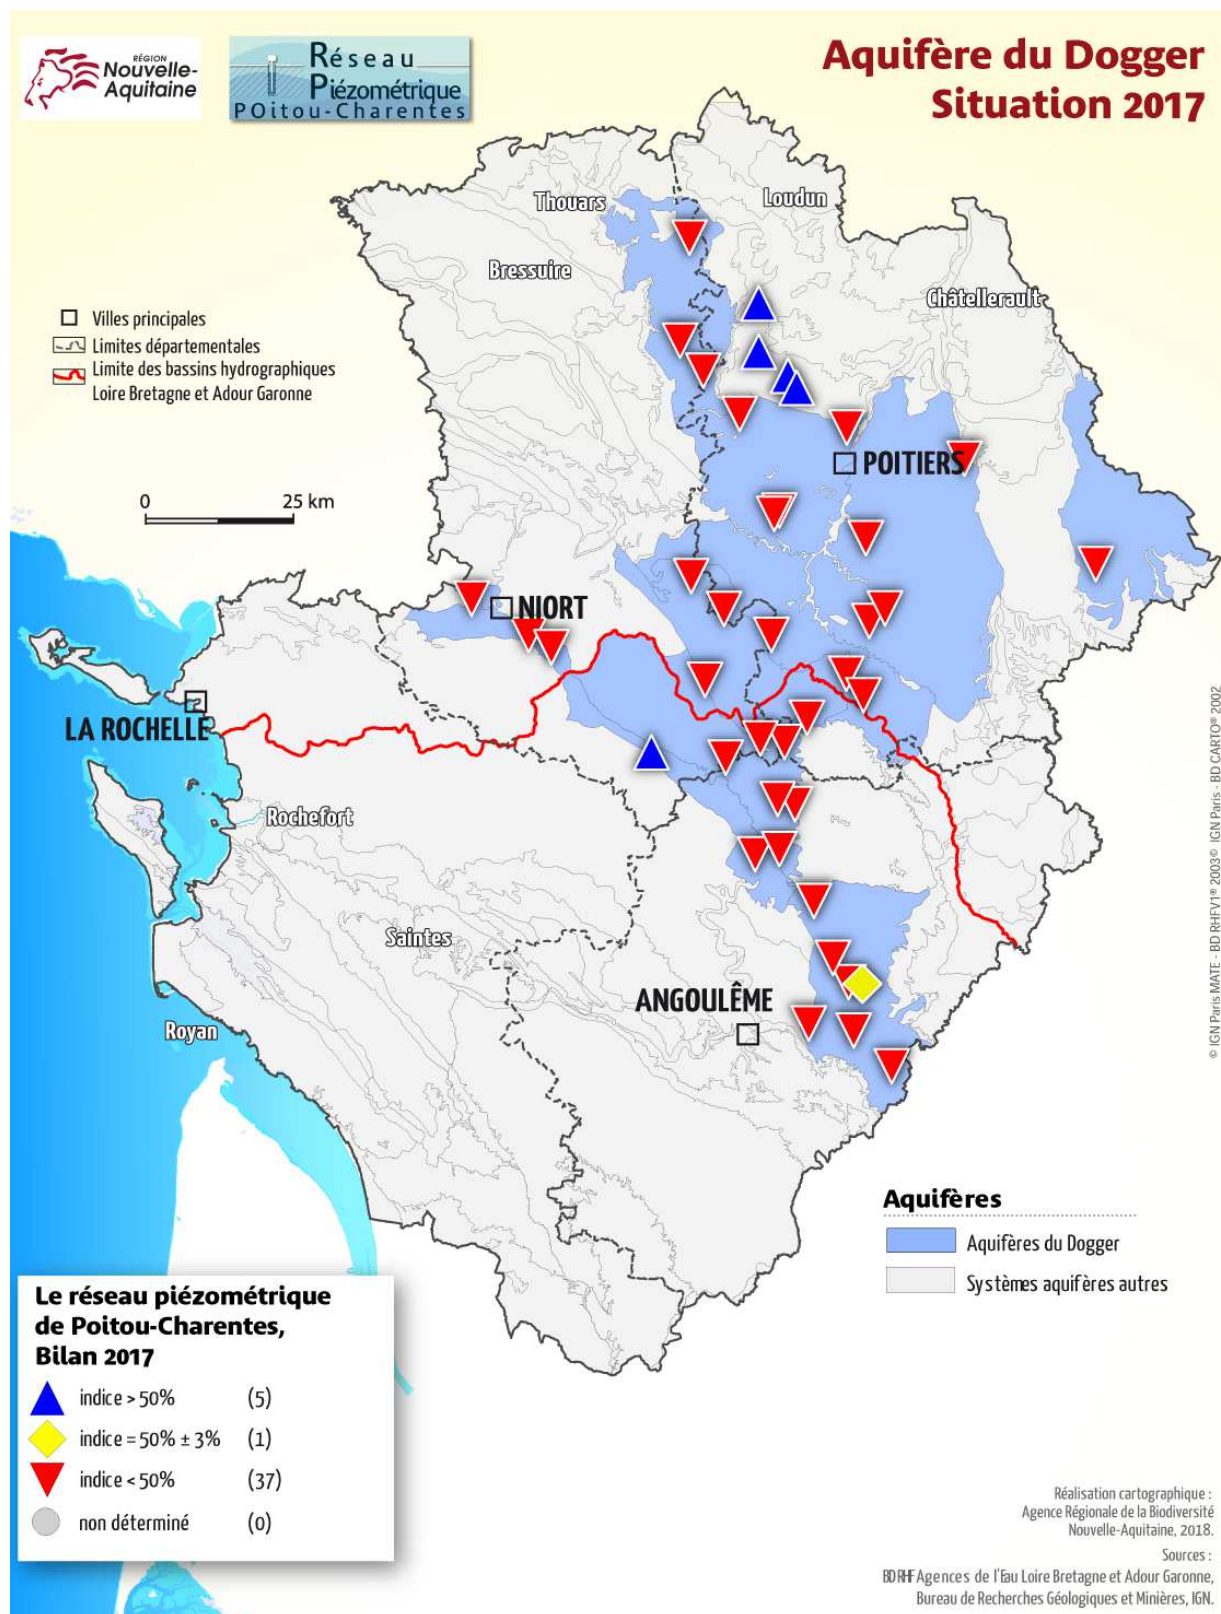 RÉGION
Nouvelle-
Aquitaine
Réseau
Piézométrique
POitou-Charentes
Aquifère du Dogger
Situation 2017
Thouars
Loudun
Bressuire
Châtellerault
Villes principales
Limites départementales
Limite des bassins hydrographiques
Loire Bretagne et Adour Garonne
0 25 km
POITIERS
NIORT
LA ROCHELLE
Rochefort
Saintes
ANGOULÊME
Royan
© IGN Paris MATE - BD RHFV1® 2003© IGN Paris - BD CARTO® 2002
Aquifères
Aquifères du Dogger
Systèmes aquifères autres
Le réseau piézométrique
de Poitou-Charentes,
Bilan 2017
indice > 50% (5)
indice = 50% ± 3% (1)
indice < 50% (37)
non déterminé (0)
Réalisation cartographique :
Agence Régionale de la Biodiversité
Nouvelle-Aquitaine, 2018.
Sources :
BD RHF Agences de l'Eau Loire Bretagne et Adour Garonne,
Bureau de Recherches Géologiques et Minières, IGN.